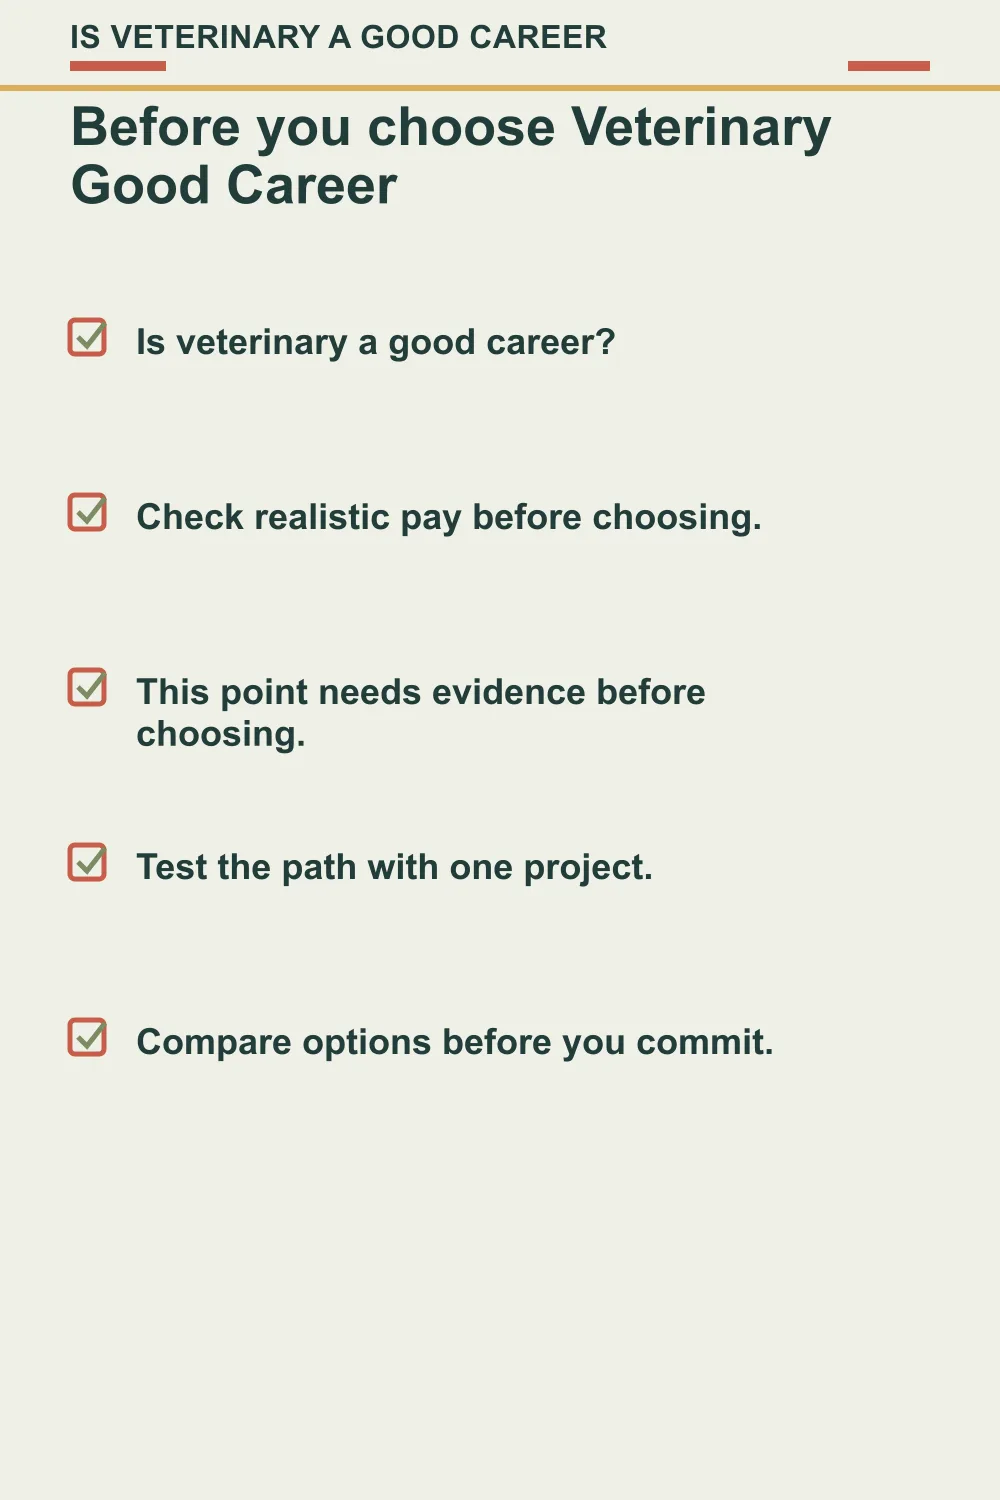 IS VETERINARY A GOOD CAREER
Before you choose Veterinary
Good Career
Is veterinary a good career?
Check realistic pay before choosing.
This point needs evidence before
choosing.
Test the path with one project.
Compare options before you commit.